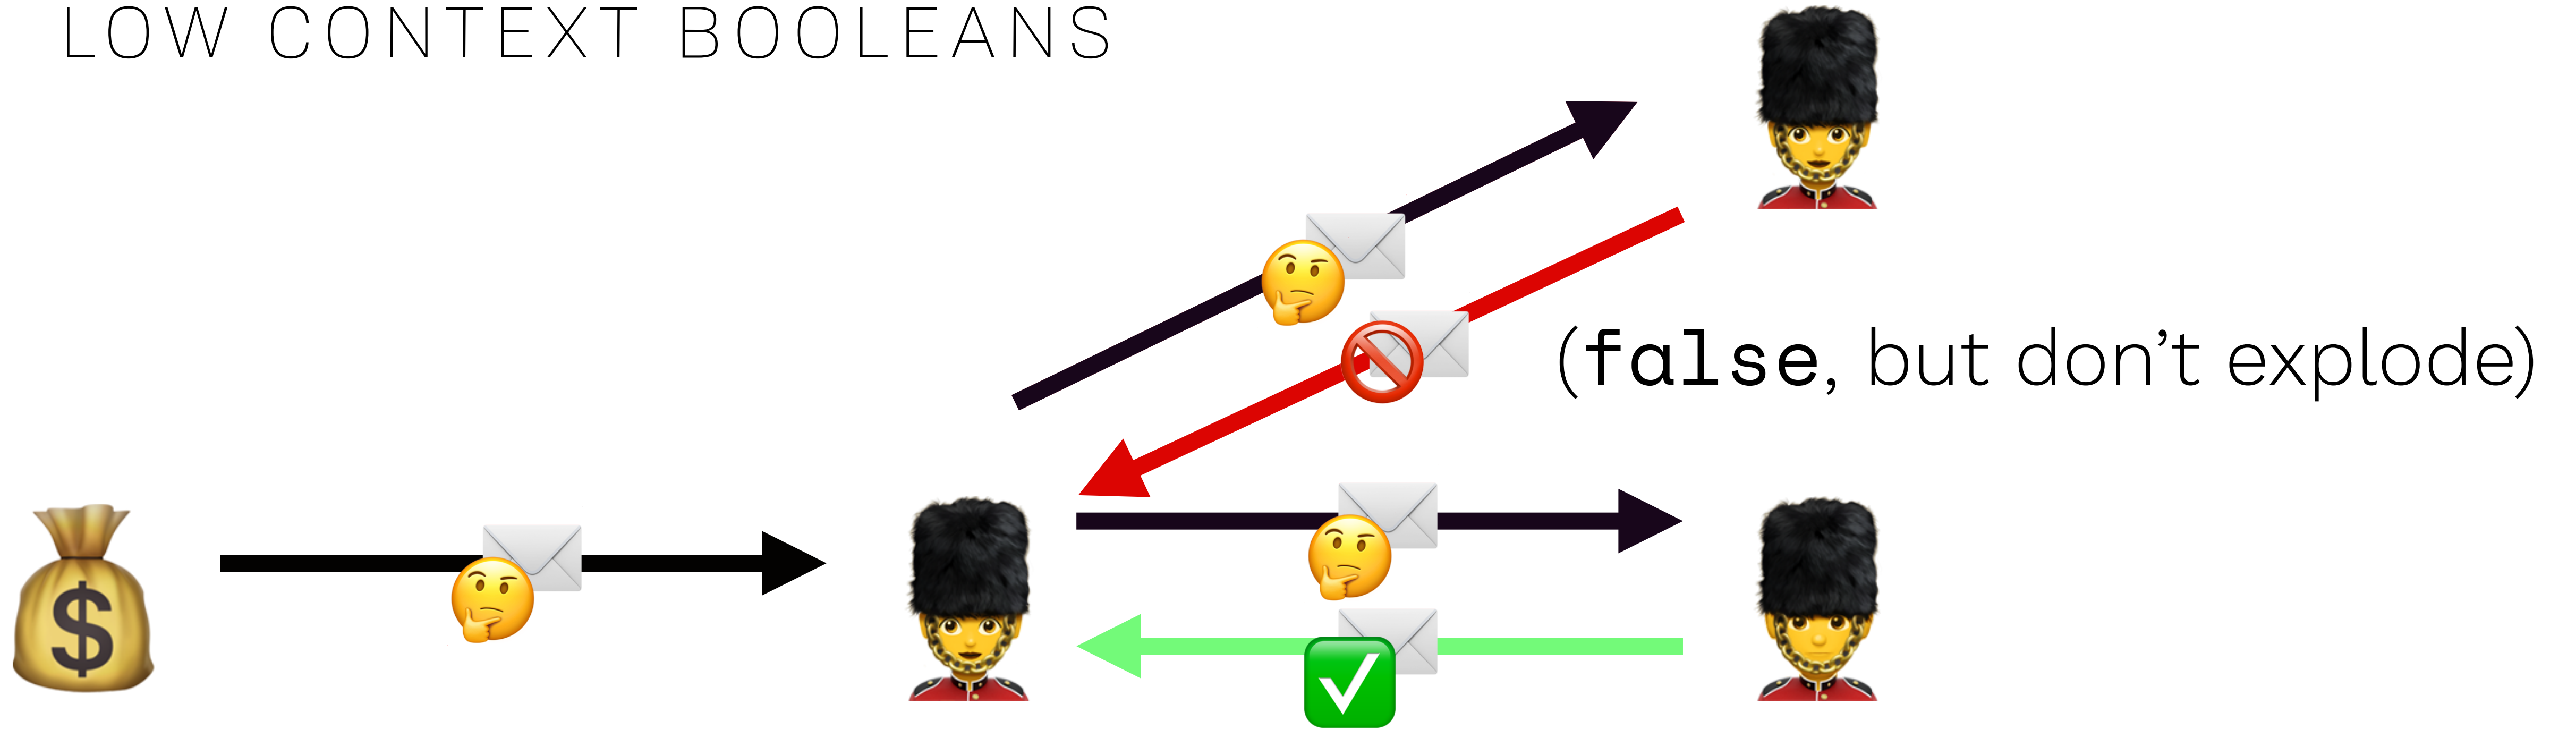 LOW CONTEXT BOOLEANS
(false, but don’t explode)
$